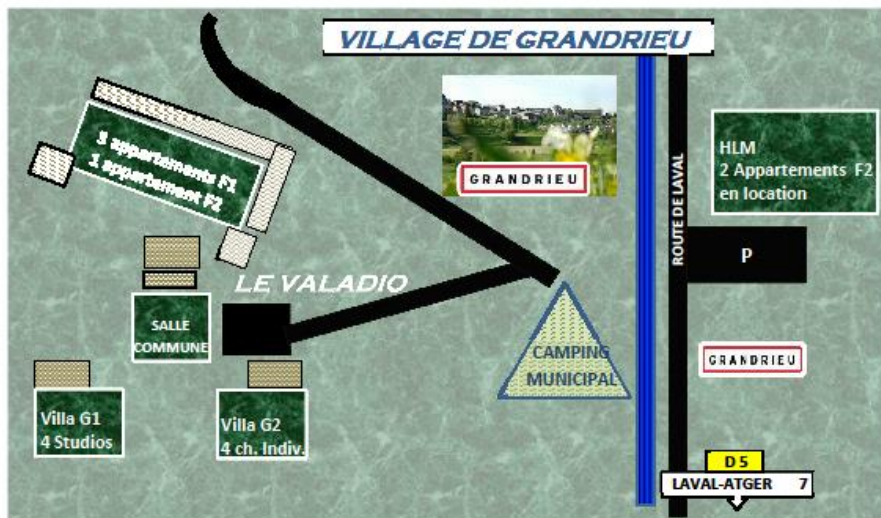 VILLAGE DE GRANDRIEU
3 appartements F1
1 appartement F2
GRANDRIEU
HLM
2 Appartements F2
en location
ROUTE DE LAVAL
P
LE VALADIO
SALLE
COMMUNE
CAMPING
MUNICIPAL
GRANDRIEU
Villa G1
4 Studios
Villa G2
4 ch. Indiv.
D 5
LAVAL-ATGER 7